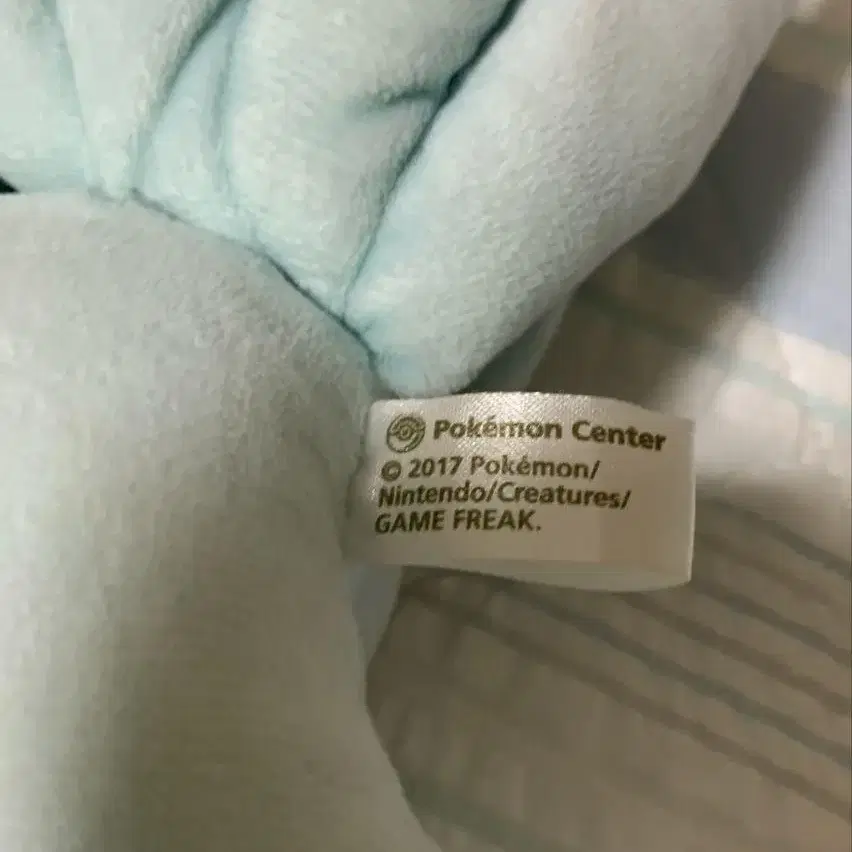 Pokémon Center
© 2017 Pokémon/
Nintendo/Creatures/
GAME FREAK.